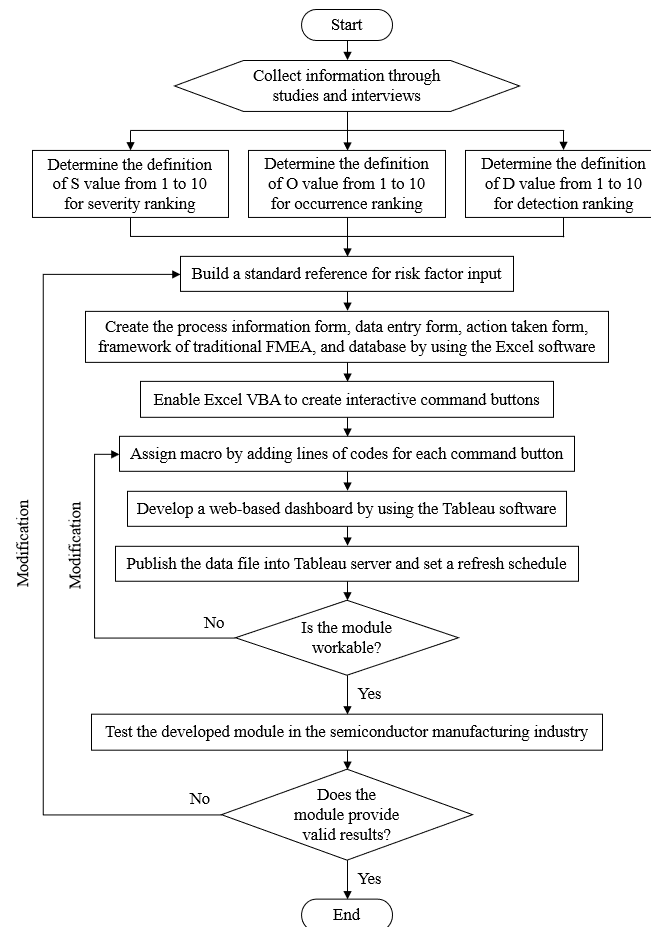 Start
Collect information through
studies and interviews
Determine the definition
of S value from 1 to 10
for severity ranking
Determine the definition
of O value from 1 to 10
for occurrence ranking
Determine the definition
of D value from 1 to 10
for detection ranking
Build a standard reference for risk factor input
Create the process information form, data entry form, action taken form,
framework of traditional FMEA, and database by using the Excel software
Enable Excel VBA to create interactive command buttons
Assign macro by adding lines of codes for each command button
Develop a web-based dashboard by using the Tableau software
Publish the data file into Tableau server and set a refresh schedule
Modification
Modification
No
Is the module
workable?
Yes
Test the developed module in the semiconductor manufacturing industry
No
Does the
module provide
valid results?
Yes
End